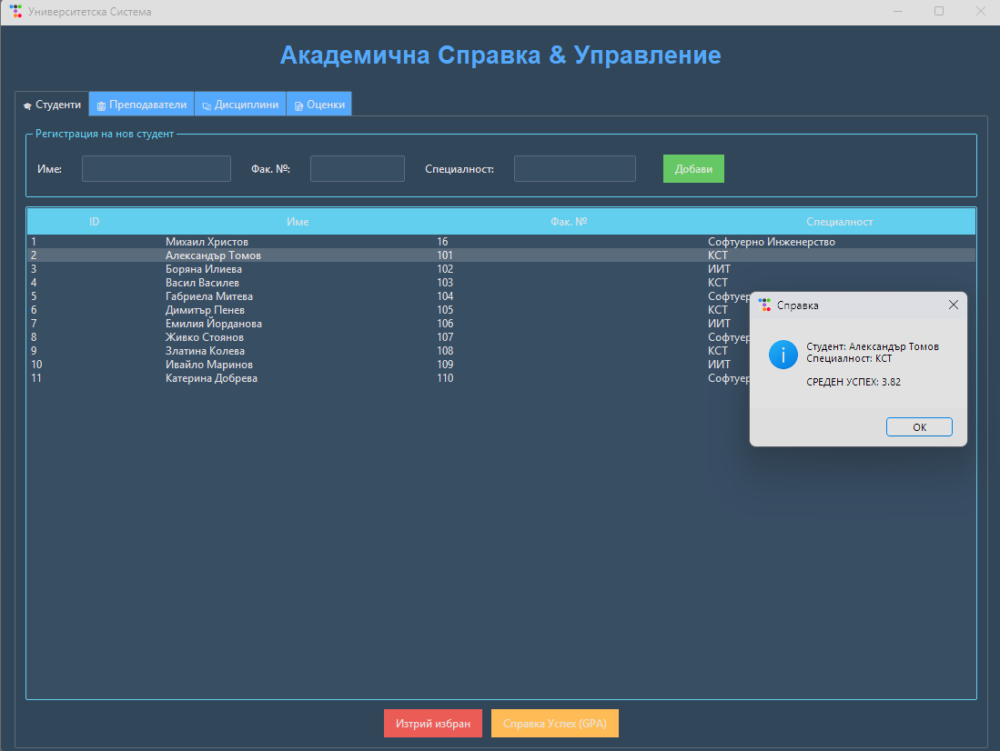 Университетска Система
Академична Справка & Управление
Студенти Преподаватели Дисциплини Оценки
Регистрация на нов студент
Име: Фак. №: Специалност: Добави
ID Име Фак. № Специалност
1 Михаил Христов 16 Софтуерно Инженерство
2 Александър Томов 101 КСТ
3 Боряна Илиева 102 ИИТ
4 Васил Василев 103 КСТ
5 Габриела Митева 104 Софтуер
6 Димитър Пенев 105 КСТ
7 Емилия Йорданова 106 ИИТ
8 Живко Стоянов 107 Софтуер
9 Златина Колева 108 КСТ
10 Ивайло Маринов 109 ИИТ
11 Катерина Добрева 110 Софтуер
Справка
Студент: Александър Томов
Специалност: КСТ
СРЕДЕН УСПЕХ: 3.82
OK
Изтрий избран Справка Успех (GPA)